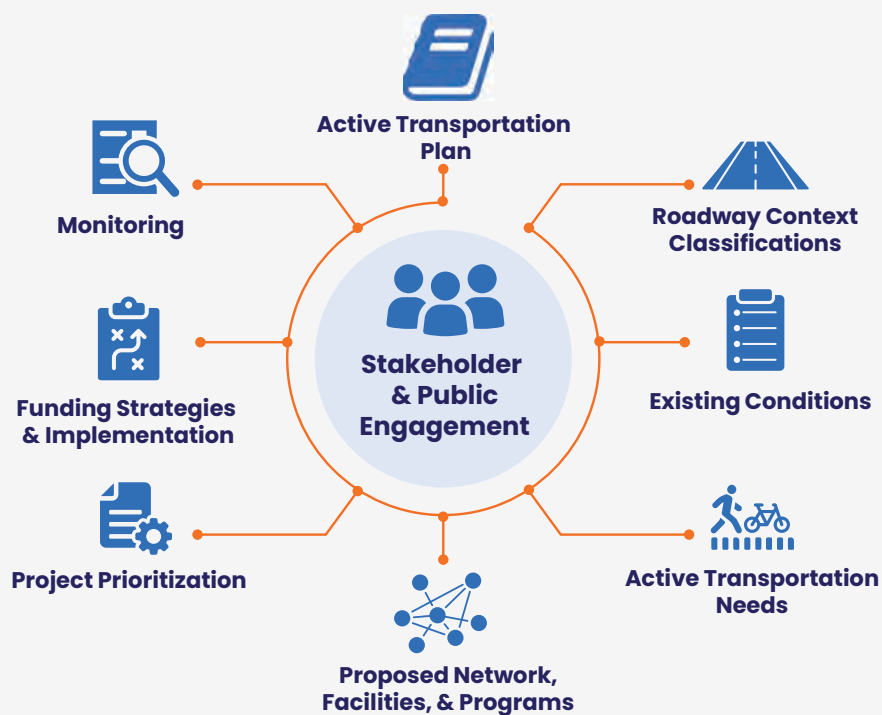 Active Transportation
Plan
Roadway Context
Classifications
Existing Conditions
Active Transportation
Needs
Proposed Network,
Facilities, & Programs
Project Prioritization
Funding Strategies
& Implementation
Monitoring
Stakeholder
& Public
Engagement